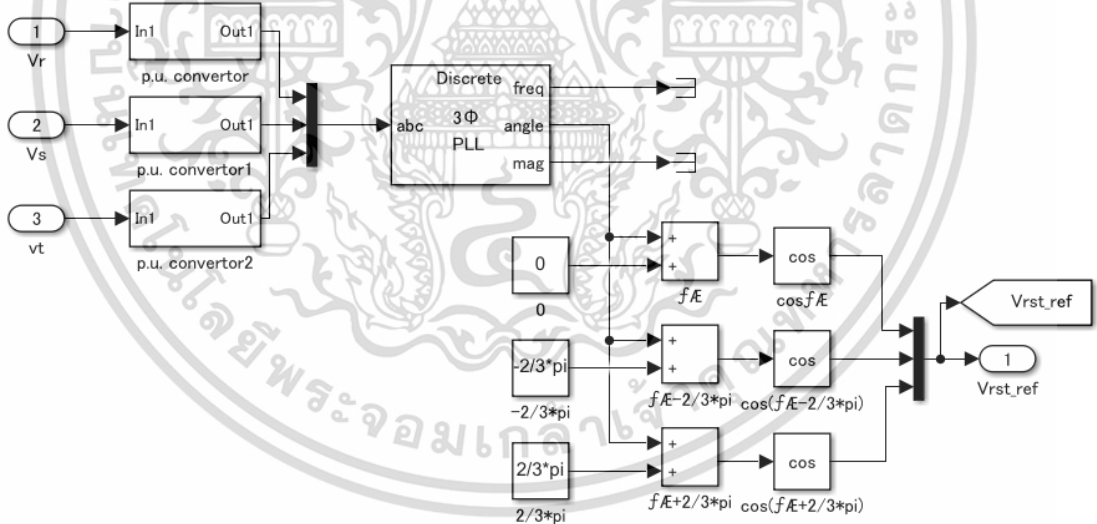 1
Vr
In1 Out1
p.u. convertor
2
Vs
In1 Out1
p.u. convertor1
3
vt
In1 Out1
p.u. convertor2
Discrete
3Φ
PLL
abc
freq
angle
mag
0
0
-2/3*pi
-2/3*pi
2/3*pi
2/3*pi
+
+
ƒÆ
+
+
ƒÆ-2/3*pi
+
+
ƒÆ+2/3*pi
cos
cosƒÆ
cos
cos(ƒÆ-2/3*pi)
cos
cos(ƒÆ+2/3*pi)
Vrst_ref
1
Vrst_ref